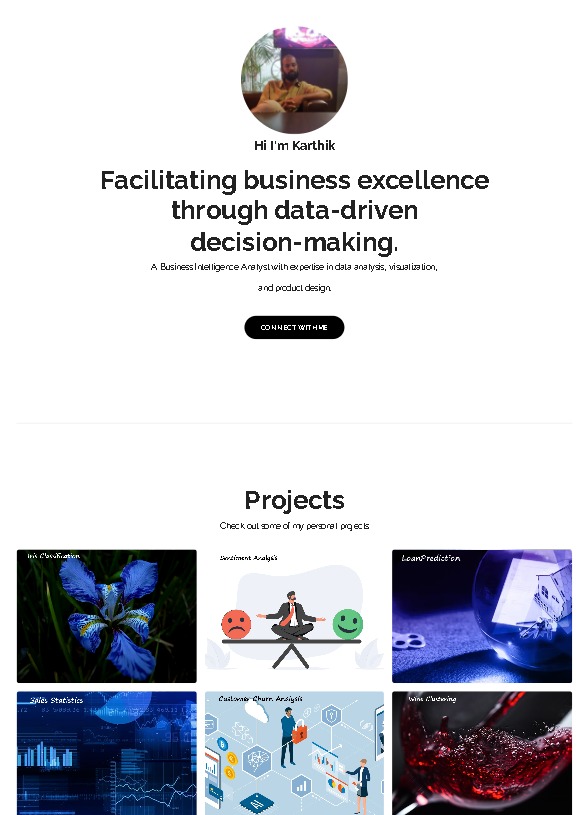 Hi I'm Karthik
Facilitating business excellence
through data-driven
decision-making.
A Business Intelligence Analyst with expertise in data analysis, visualization,
and product design.
CONNECT WITH ME
Projects
Check out some of my personal projects
Iris Classification
Sentiment Analysis
LoanPrediction
Sales Statistics
Customer Churn Analysis
Wine Clustering